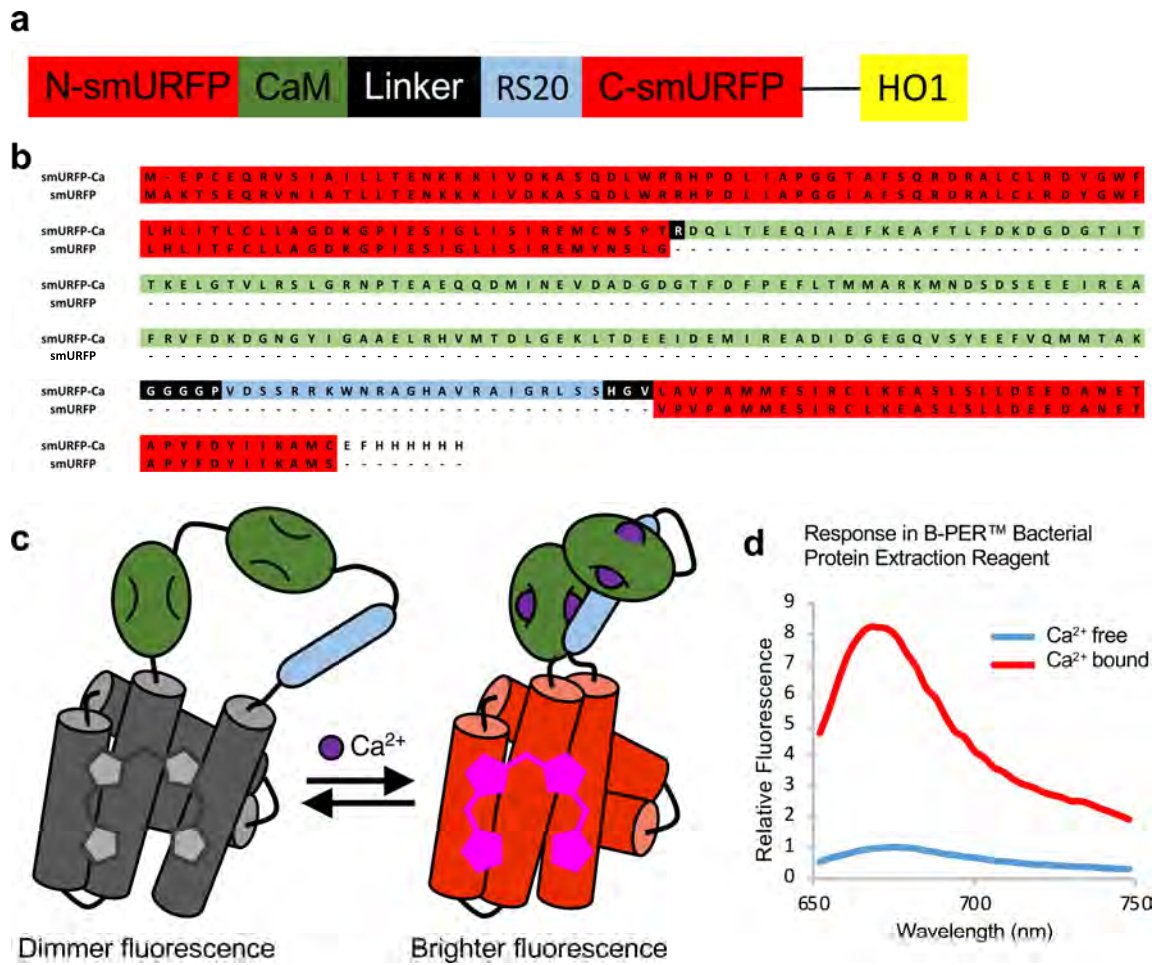 a
N-smURFP CaM Linker RS20 C-smURFP HO1
b
smURFP-Ca M - E P C E Q R V S I A I L L T E N K K K I V D K A S Q D L W R R H P D L I A P G G T A F S Q R D R A L C L R D Y G W F
smURFP M A K T S E Q R V N I A T L L T E N K K K I V D K A S Q D L W R R H P D L I A P G G T A F S Q R D R A L C L R D Y G W F
smURFP-Ca L H L I T L C L L A G D K G P I E S I G L I S I R E M C N S P T R D Q L T E E Q I A E F K E A F T L F D K D G D G T I T
smURFP L H L I T F C L L A G D K G P I E S I G L I S I R E M Y N S L G - - - - - - - - - - - - - - - - - - - - - - - - - - - -
smURFP-Ca T K E L G T V L R S L G R N P T E A E Q Q D M I N E V D A D G D G T F D F P E F L T M M A R K M N D S D S E E E I R E A
smURFP - - - - - - - - - - - - - - - - - - - - - - - - - - - - - - - - - - - - - - - - - - - - - - - - - - - - - - - - - - - -
smURFP-Ca F R V F D K D G N G Y I G A A E L R H V M T D L G E K L T D E E I D E M I R E A D I D G E G Q V S Y E E F V Q M M T A K
smURFP - - - - - - - - - - - - - - - - - - - - - - - - - - - - - - - - - - - - - - - - - - - - - - - - - - - - - - - - - - - -
smURFP-Ca G G G G P V D S S R R K W N R A G H A V R A I G R L S S H G V L A V P A M M E S I R C L K E A S L S L L D E E D A N E T
smURFP - - - - - - - - - - - - - - - - - - - - - - - - - - - - - - - V P V P A M M E S I R C L K E A S L S L L D E E D A N E T
smURFP-Ca A P Y F D Y I I K A M C E F H H H H H H
smURFP A P Y F D Y I I K A M S - - - - - - - -
c
Ca2+
Dimmer fluorescence
Brighter fluorescence
d
Response in B-PER™ Bacterial
Protein Extraction Reagent
Relative Fluorescence
9
8
7
6
5
4
3
2
1
0
Ca2+ free
Ca2+ bound
650 700 750
Wavelength (nm)